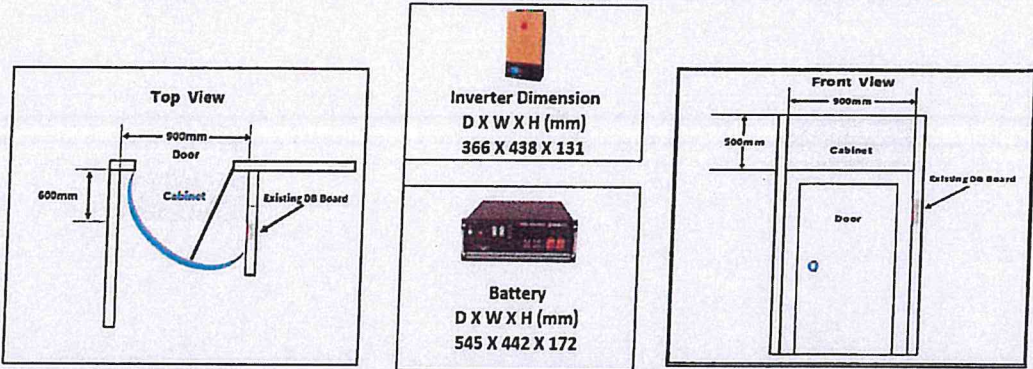 Top View
900mm
Door
600mm
Cabinet
Existing DB Board
Inverter Dimension
D X W X H (mm)
366 X 438 X 131
Battery
D X W X H (mm)
545 X 442 X 172
Front View
900mm
500mm
Cabinet
Existing DB Board
Door